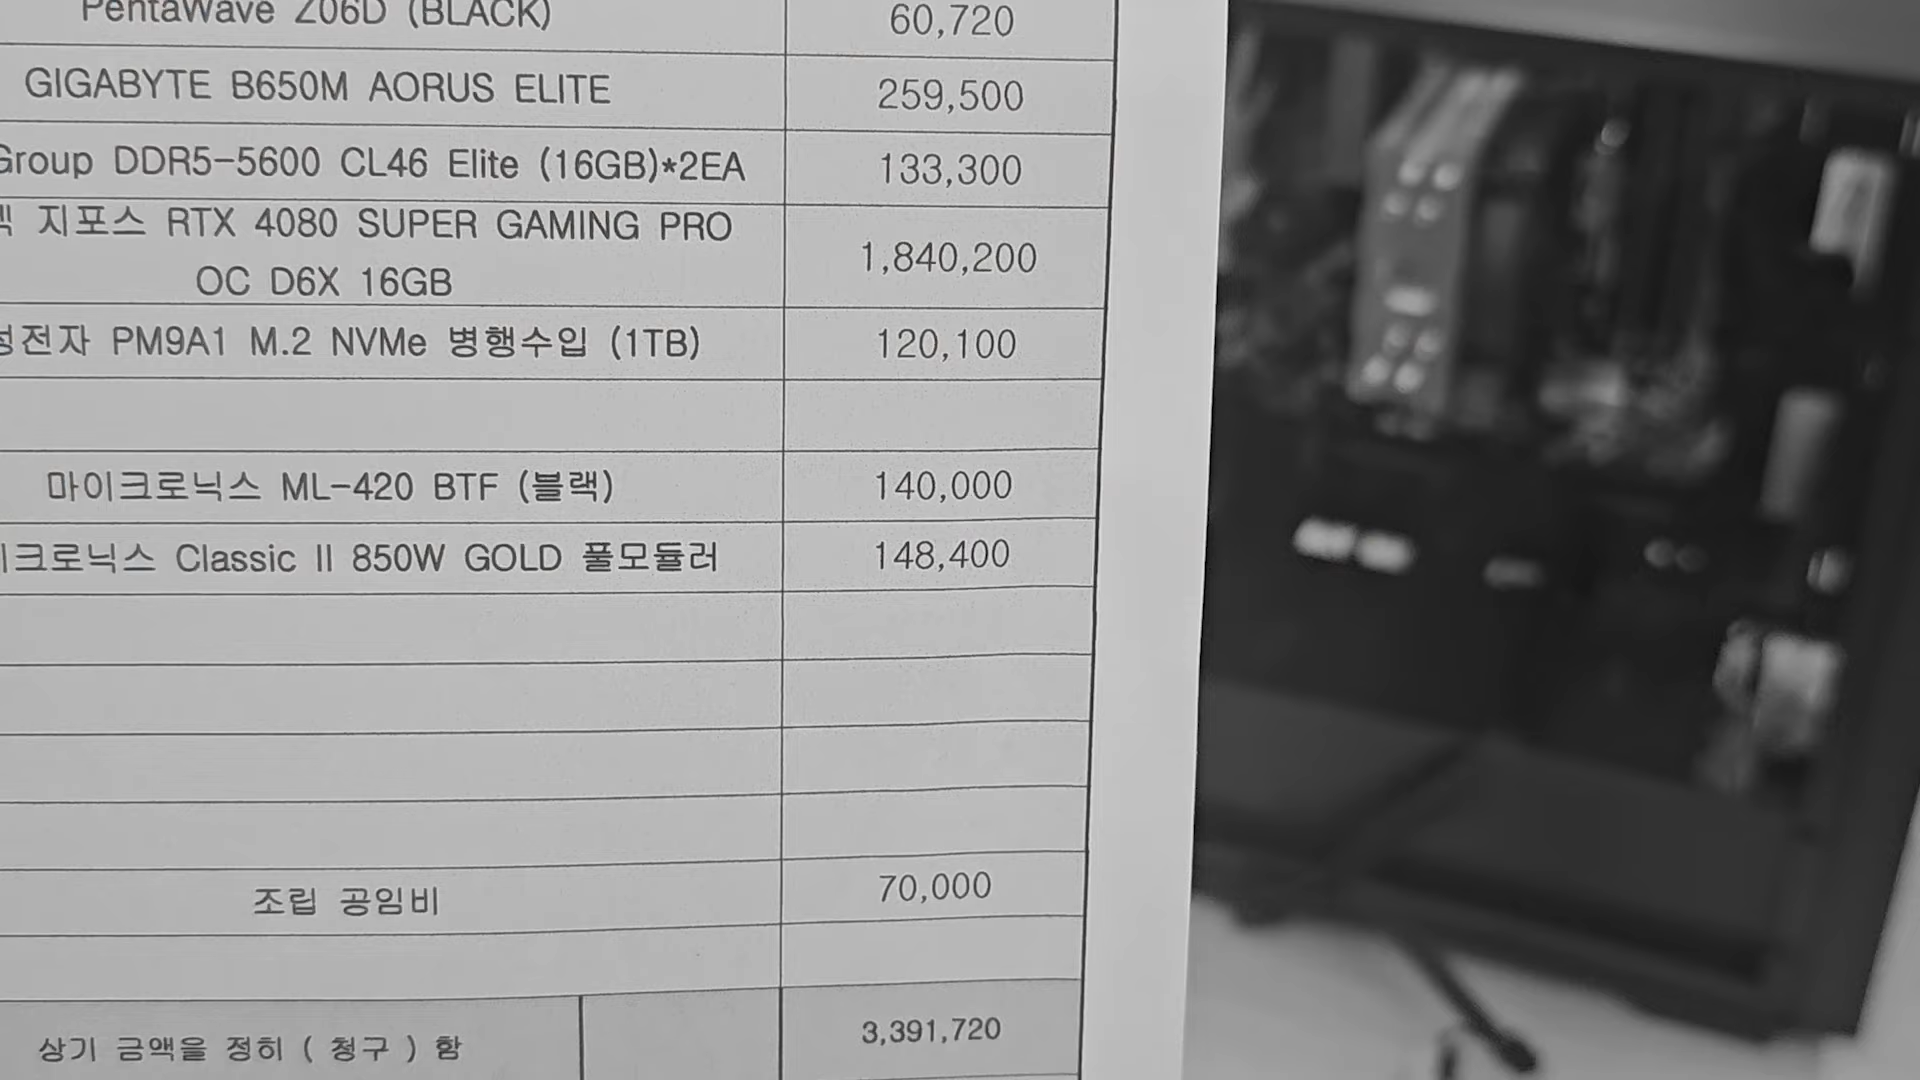 PentaWave Z06D (BLACK) 60,720
GIGABYTE B650M AORUS ELITE 259,500
Group DDR5-5600 CL46 Elite (16GB)*2EA 133,300
지포스 RTX 4080 SUPER GAMING PRO
OC D6X 16GB 1,840,200
전자 PM9A1 M.2 NVMe 병행수입 (1TB) 120,100
마이크로닉스 ML-420 BTF (블랙) 140,000
크로닉스 Classic II 850W GOLD 풀모듈러 148,400
조립 공임비 70,000
상기 금액을 정히 ( 청구 ) 함 3,391,720